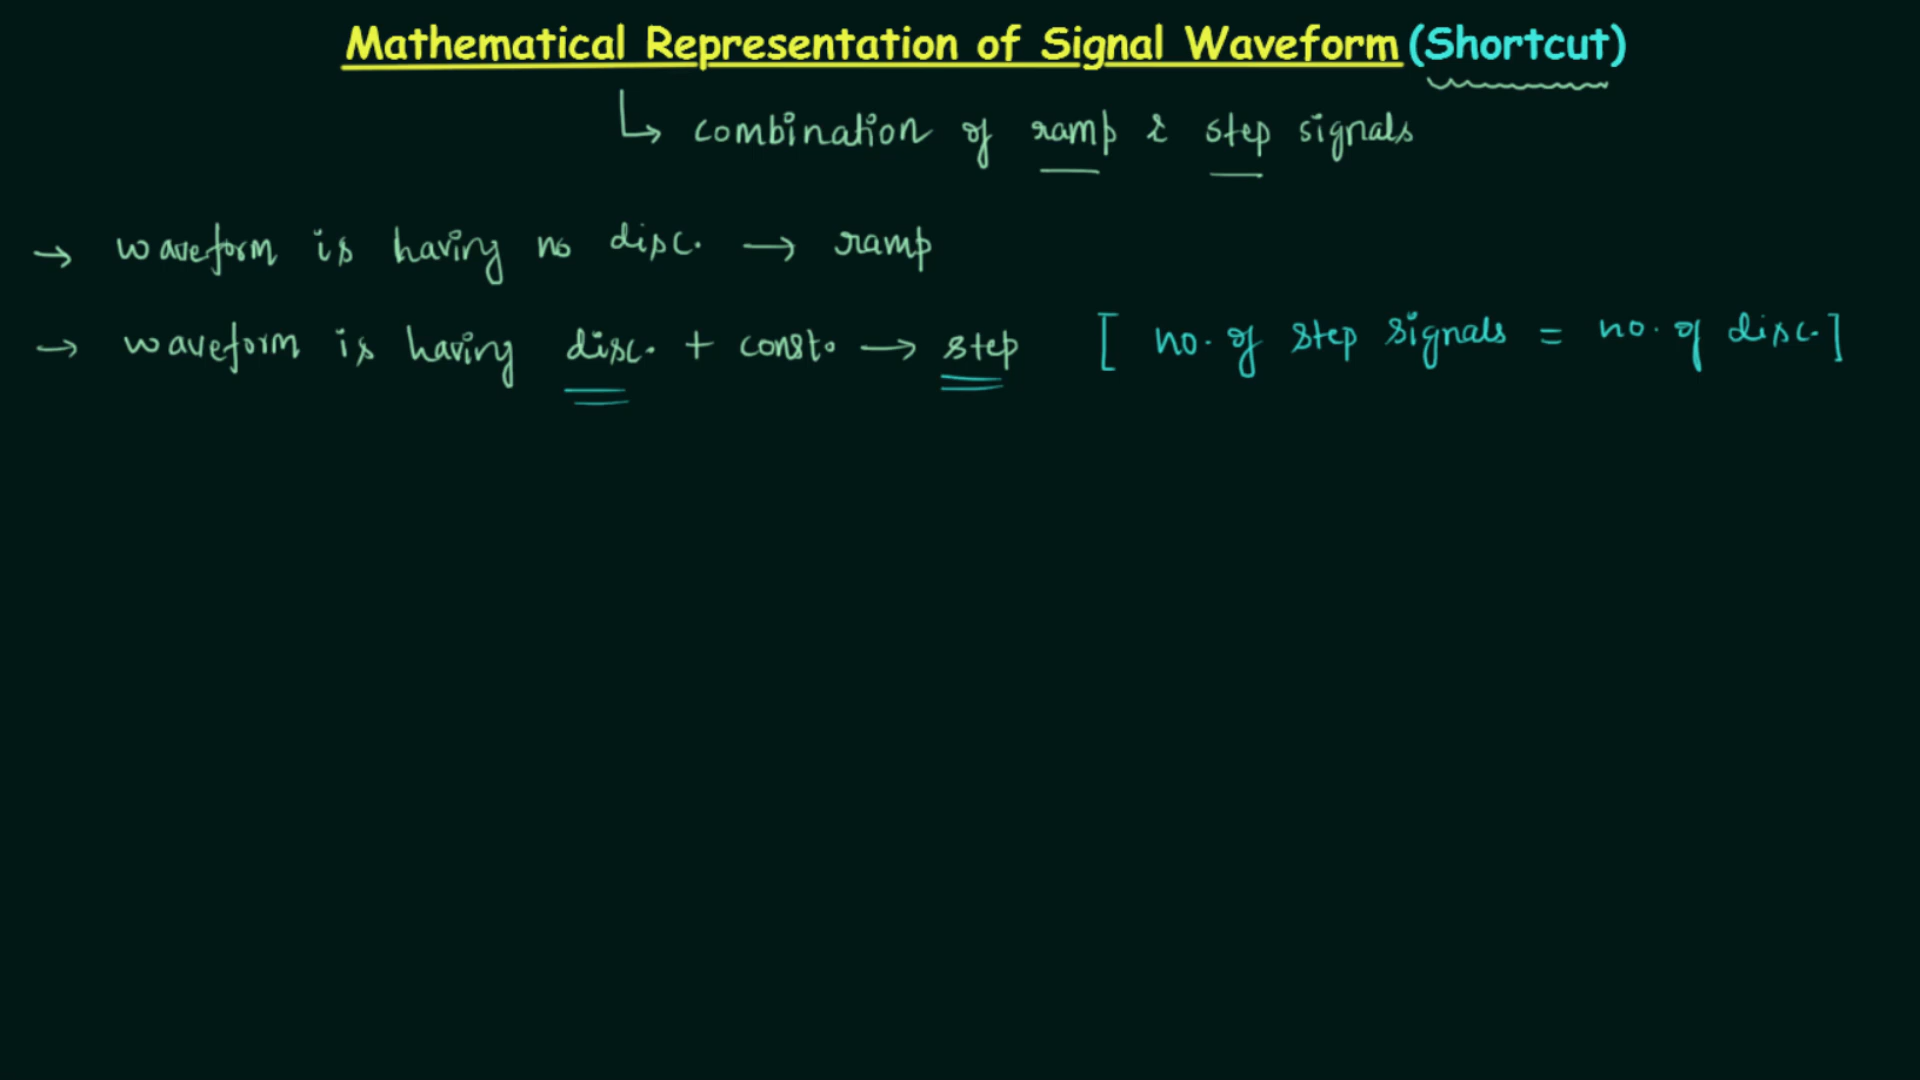 Mathematical Representation of Signal Waveform (Shortcut)
↳ combination of ramp & step signals
→ waveform is having no disc. → ramp
→ waveform is having disc. + const. → step [ no. of step signals = no. of disc. ]